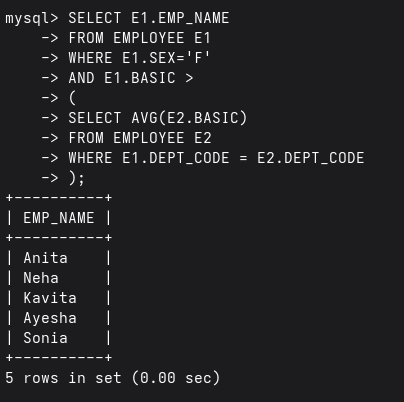 mysql> SELECT E1.EMP_NAME
    -> FROM EMPLOYEE E1
    -> WHERE E1.SEX='F'
    -> AND E1.BASIC >
    -> (
    -> SELECT AVG(E2.BASIC)
    -> FROM EMPLOYEE E2
    -> WHERE E1.DEPT_CODE = E2.DEPT_CODE
    -> );
+----------+
| EMP_NAME |
+----------+
| Anita    |
| Neha     |
| Kavita   |
| Ayesha   |
| Sonia    |
+----------+
5 rows in set (0.00 sec)